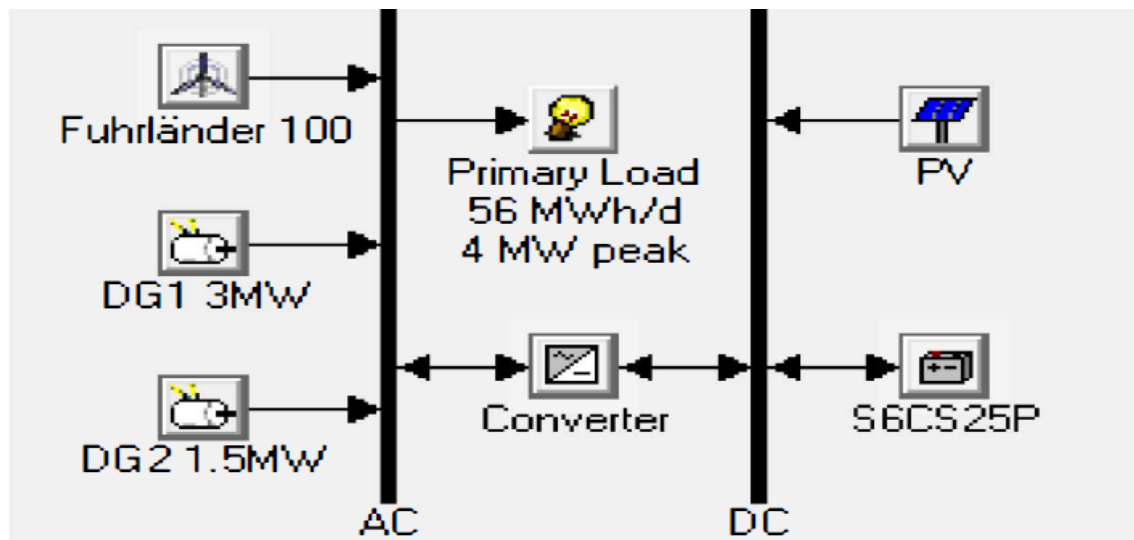 Fuhrländer 100
Primary Load
56 MWh/d
4 MW peak
PV
DG1 3MW
Converter
S6CS25P
DG2 1.5MW
AC
DC